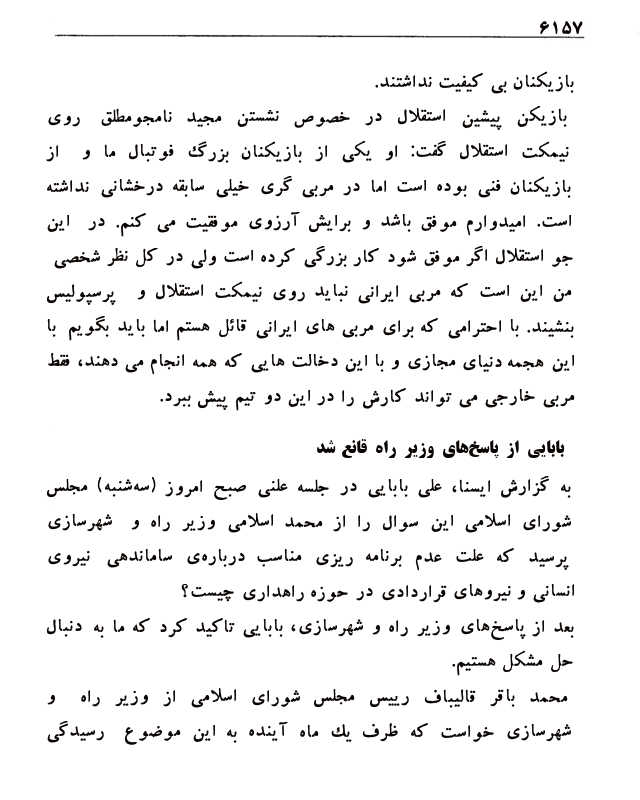 ۶۱۵۷
بازیکنان بی کیفیت نداشتند.
بازیکن پیشین استقلال در خصوص نشستن مجید نامجومطلق روی
نیمکت استقلال گفت: او یکی از بازیکنان بزرگ فوتبال ما و از
بازیکنان فنی بوده است اما در مربی گری خیلی سابقه درخشانی نداشته
است. امیدوارم موفق باشد و برایش آرزوی موفقیت می کنم. در این
جو استقلال اگر موفق شود کار بزرگی کرده است ولی در کل نظر شخصی
من این است که مربی ایرانی نباید روی نیمکت استقلال و پرسپولیس
بنشیند. با احترامی که برای مربی های ایرانی قائل هستم اما باید بگویم با
این هجمه دنیای مجازی و با این دخالت هایی که همه انجام می دهند، فقط
مربی خارجی می تواند کارش را در این دو تیم پیش ببرد.
بابایی از پاسخ‌های وزیر راه قانع شد
به گزارش ایسنا، علی بابایی در جلسه علنی صبح امروز (سه‌شنبه) مجلس
شورای اسلامی این سوال را از محمد اسلامی وزیر راه و شهرسازی
پرسید که علت عدم برنامه ریزی مناسب درباره‌ی ساماندهی نیروی
انسانی و نیروهای قراردادی در حوزه راهداری چیست؟
بعد از پاسخ‌های وزیر راه و شهرسازی، بابایی تاکید کرد که ما به دنبال
حل مشکل هستیم.
محمد باقر قالیباف رییس مجلس شورای اسلامی از وزیر راه و
شهرسازی خواست که ظرف یك ماه آینده به این موضوع رسیدگی